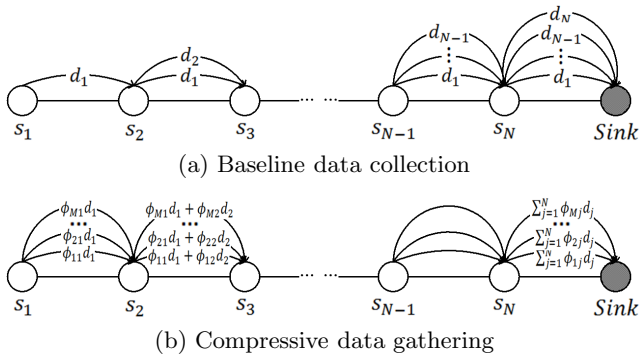 d_N
d_{N-1} d_{N-1}
d_2 ⋮ ⋮
d_1 d_1 d_1 d_1
... ...
s_1 s_2 s_3 s_{N-1} s_N Sink
(a) Baseline data collection
ϕ_{M1}d_1 ϕ_{M1}d_1 + ϕ_{M2}d_2 ∑_{j=1}^{N} ϕ_{Mj}d_j
... ... ...
ϕ_{21}d_1 ϕ_{21}d_1 + ϕ_{22}d_2 ∑_{j=1}^{N} ϕ_{2j}d_j
ϕ_{11}d_1 ϕ_{11}d_1 + ϕ_{12}d_2 ∑_{j=1}^{N} ϕ_{1j}d_j
... ...
s_1 s_2 s_3 s_{N-1} s_N Sink
(b) Compressive data gathering